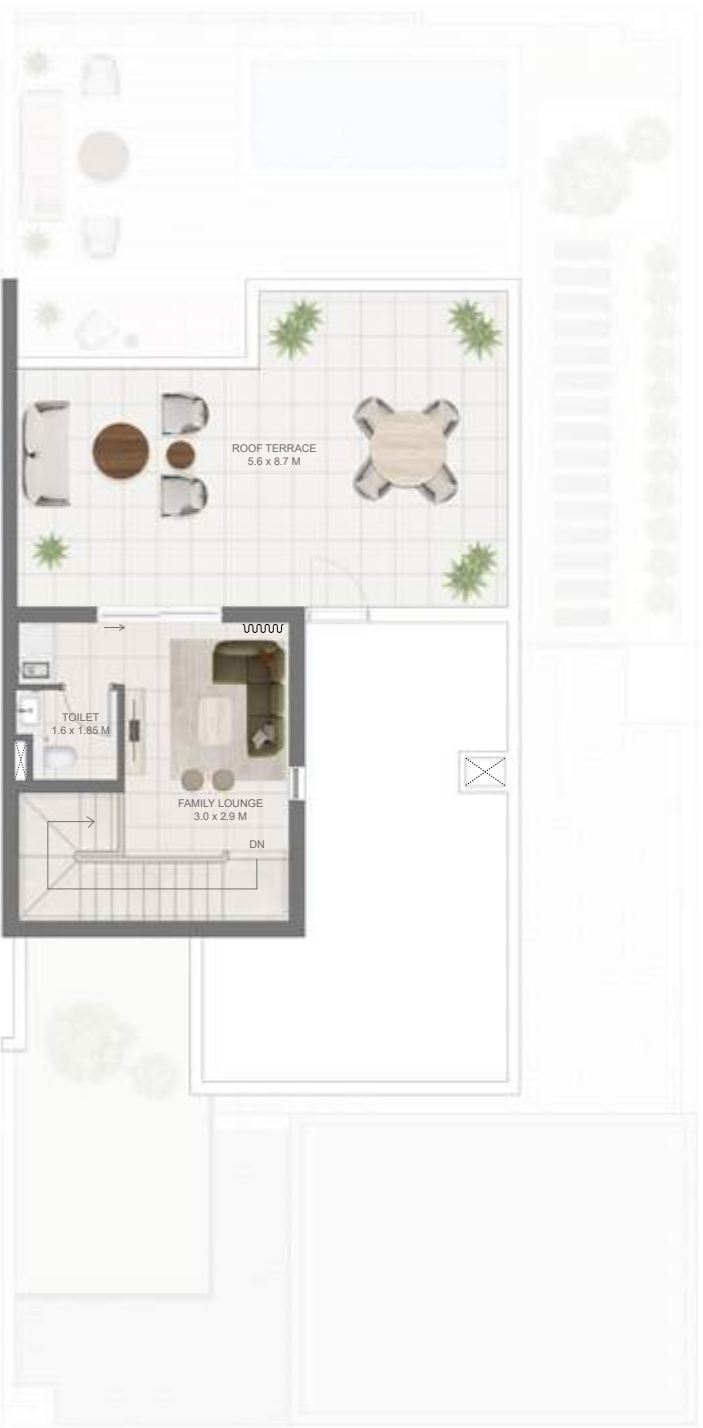 ROOF TERRACE
5.6 x 8.7 M
TOILET
1.6 x 1.85 M
FAMILY LOUNGE
3.0 x 2.9 M
DN